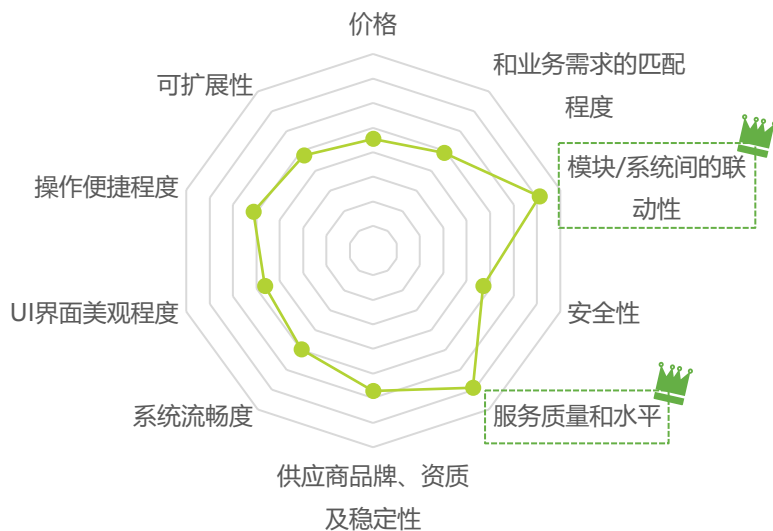 价格
和业务需求的匹配
程度
可扩展性
模块/系统间的联
动性
操作便捷程度
UI界面美观程度
安全性
系统流畅度
服务质量和水平
供应商品牌、资质
及稳定性